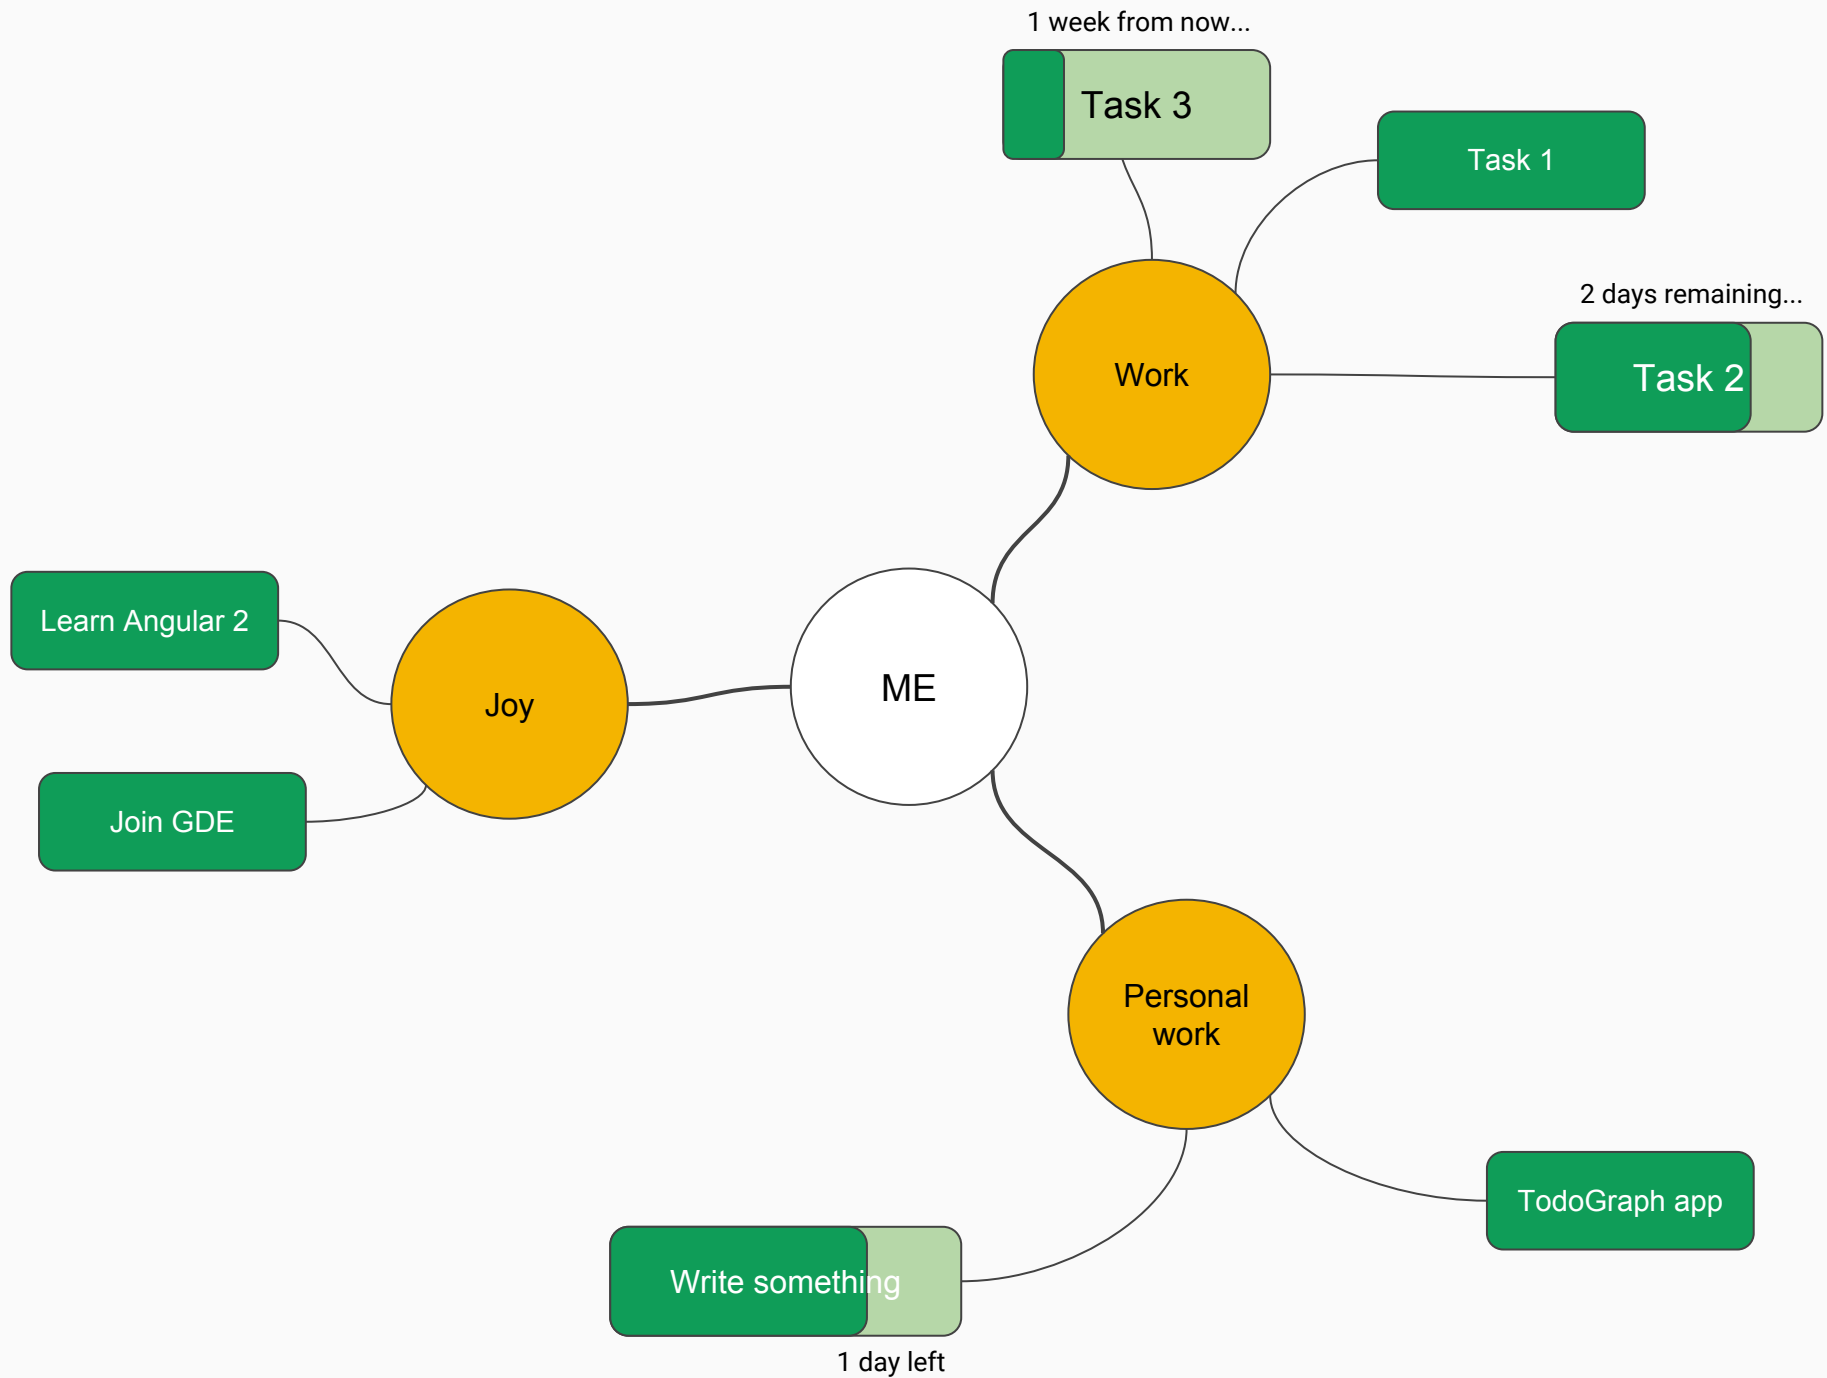 1 week from now...
Task 3
Task 1
2 days remaining...
Task 2
Work
Learn Angular 2
Joy
ME
Join GDE
Personal
work
TodoGraph app
Write something
1 day left